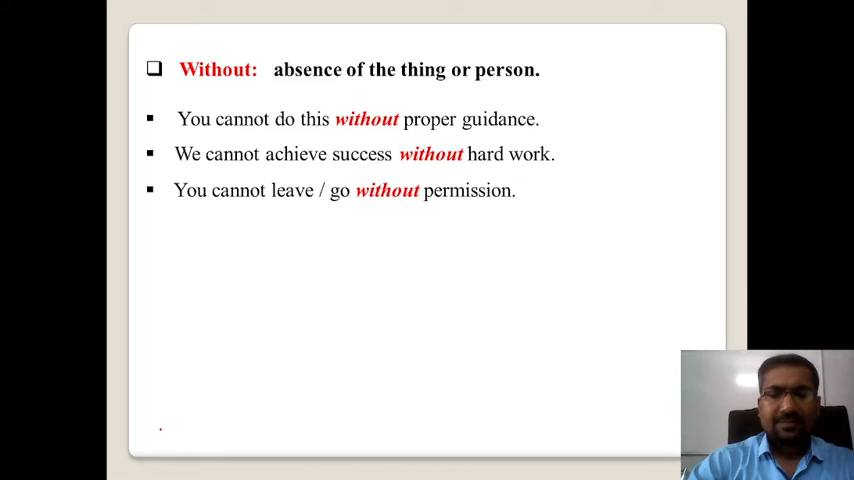 Without: absence of the thing or person.
You cannot do this without proper guidance.
We cannot achieve success without hard work.
You cannot leave / go without permission.